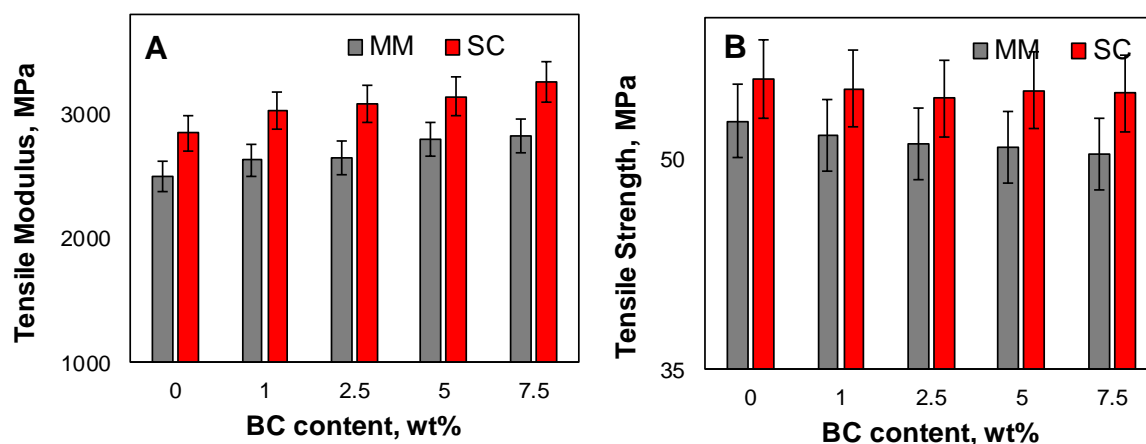 A
MM SC
Tensile Modulus, MPa
3000
2000
1000
0 1 2.5 5 7.5
BC content, wt%
B
MM SC
Tensile Strength, MPa
50
35
0 1 2.5 5 7.5
BC content, wt%